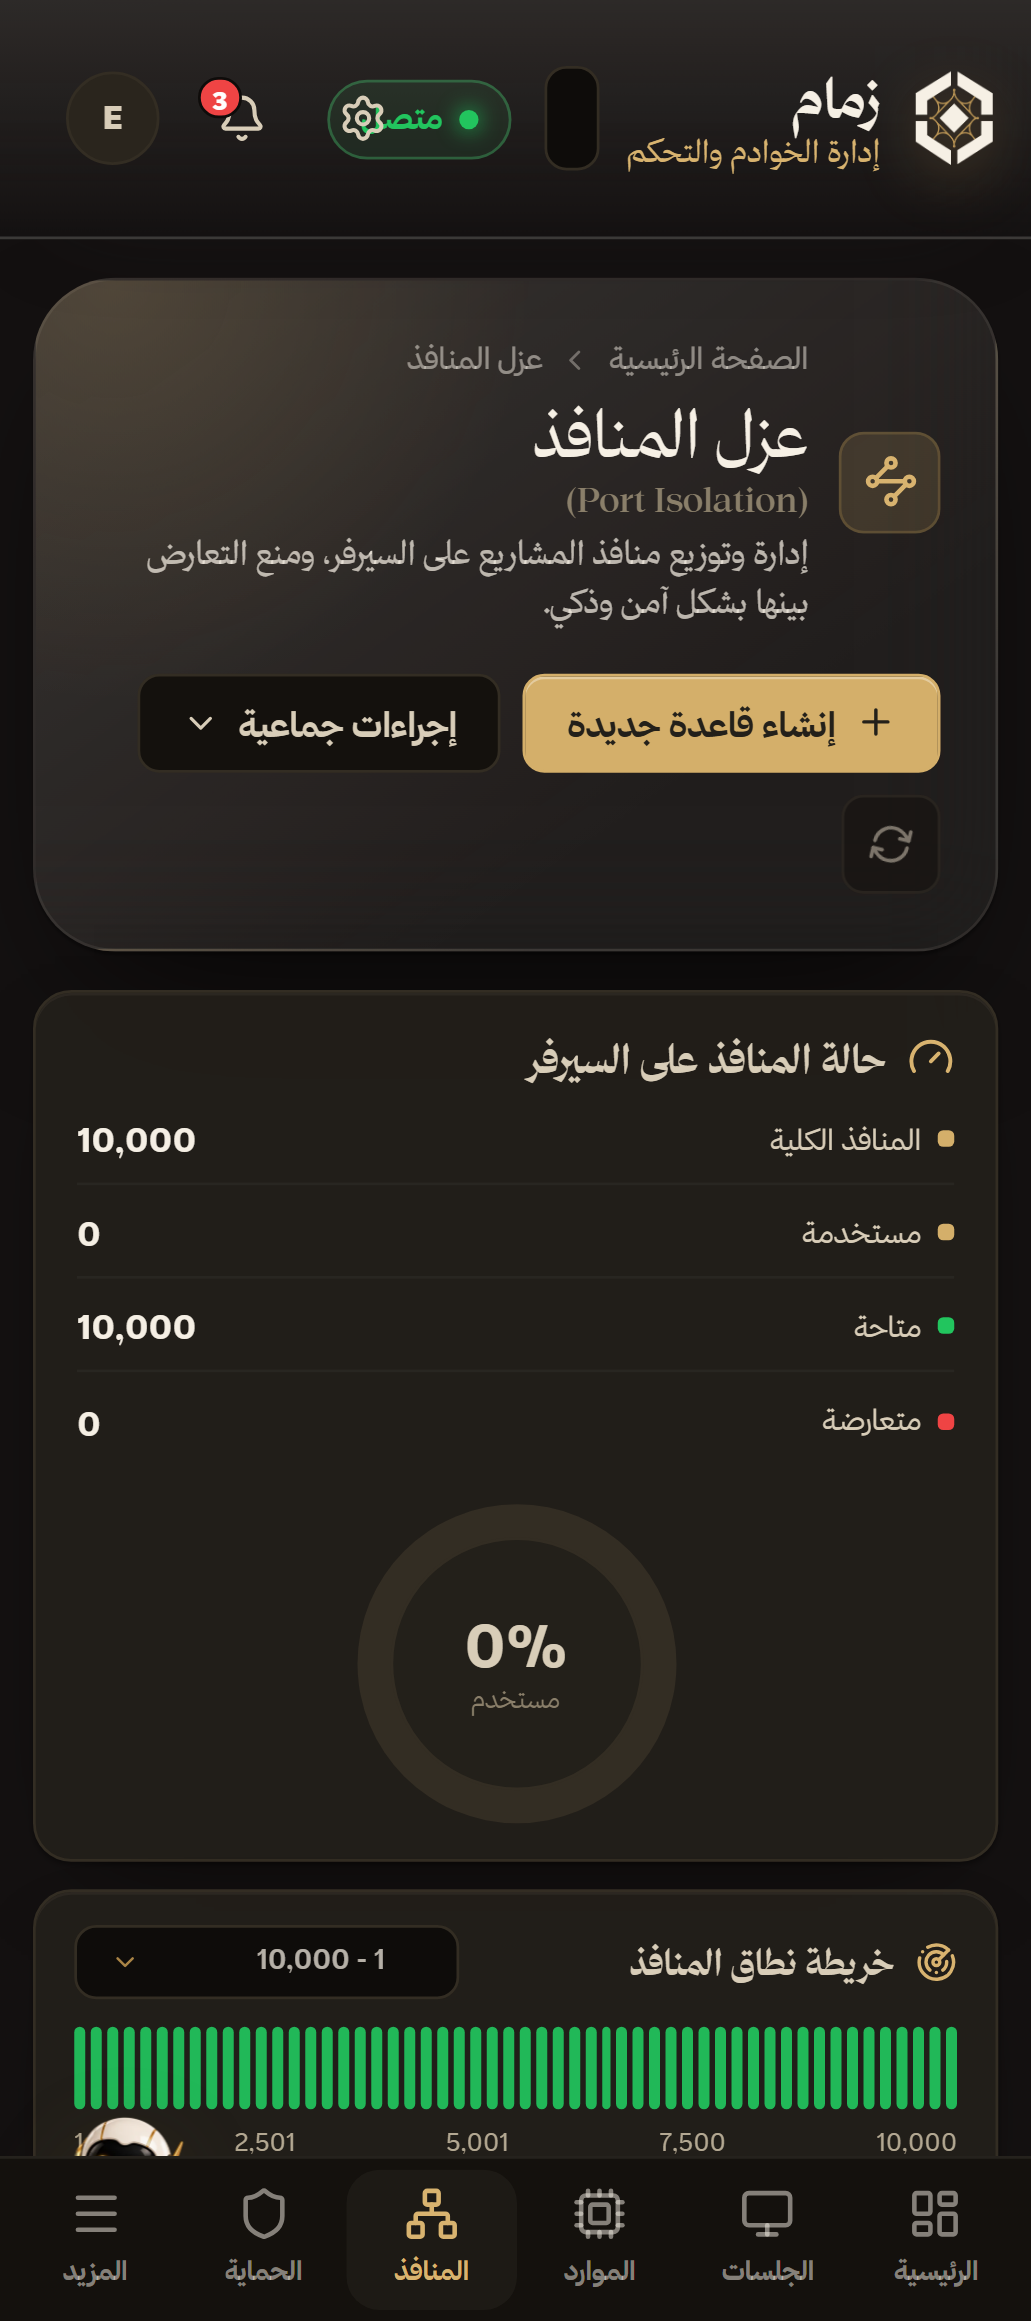 زمام
إدارة الخوادم والتحكم
متصل
3
E
الصفحة الرئيسية
عزل المنافذ
عزل المنافذ
(Port Isolation)
إدارة وتوزيع منافذ المشاريع على السيرفر، ومنع التعارض
بينها بشكل آمن وذكي.
إنشاء قاعدة جديدة
إجراءات جماعية
حالة المنافذ على السيرفر
المنافذ الكلية 10,000
مستخدمة 0
متاحة 10,000
متعارضة 0
0%
مستخدم
خريطة نطاق المنافذ
10,000 - 1
1 2,501 5,001 7,500 10,000
الرئيسية
الجلسات
الموارد
المنافذ
الحماية
المزيد